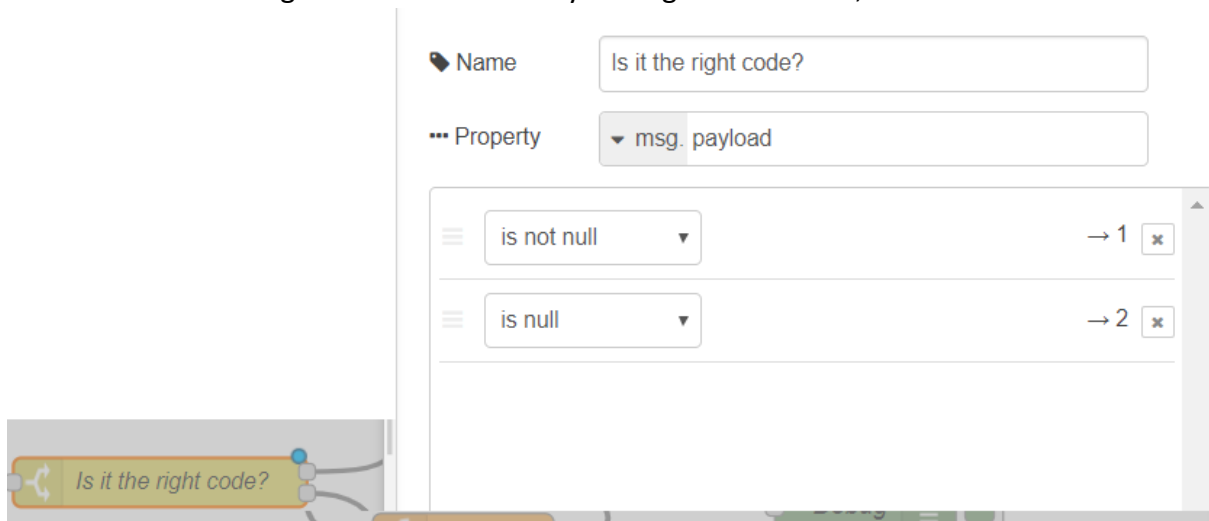 Name
Is it the right code?
Property
msg. payload
is not null
→ 1
is null
→ 2
Is it the right code?
Debug